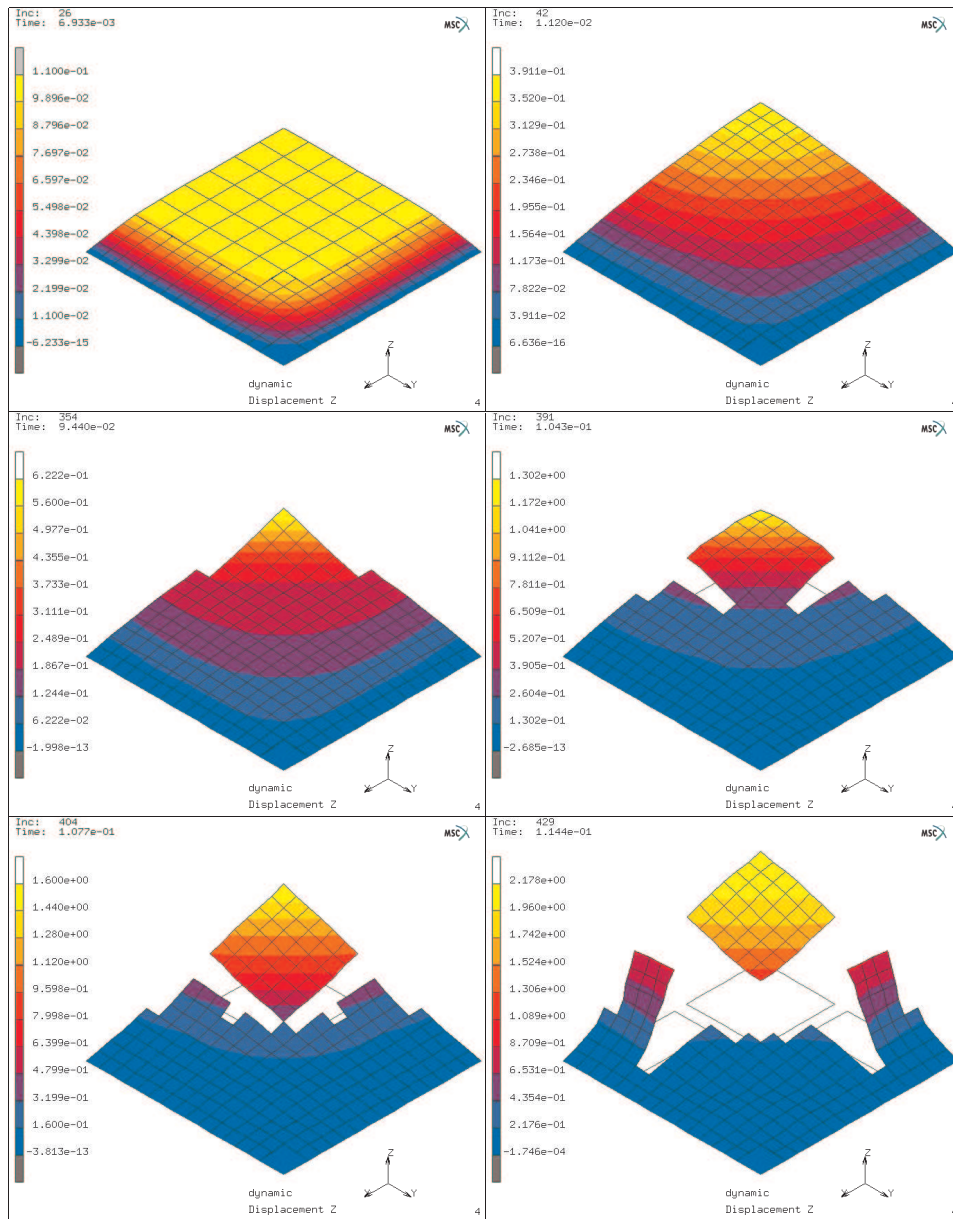 Inc: 26
Time: 6.933e-03
MSC
1.100e-01
9.896e-02
8.796e-02
7.697e-02
6.597e-02
5.498e-02
4.398e-02
3.299e-02
2.199e-02
1.100e-02
-6.233e-15
Z
X Y
dynamic
Displacement Z
4
Inc: 42
Time: 1.120e-02
MSC
3.911e-01
3.520e-01
3.129e-01
2.738e-01
2.346e-01
1.955e-01
1.564e-01
1.173e-01
7.822e-02
3.911e-02
6.636e-16
Z
X Y
dynamic
Displacement Z
Inc: 354
Time: 9.440e-02
MSC
6.222e-01
5.600e-01
4.977e-01
4.355e-01
3.733e-01
3.111e-01
2.489e-01
1.867e-01
1.244e-01
6.222e-02
-1.998e-13
Z
X Y
dynamic
Displacement Z
4
Inc: 391
Time: 1.043e-01
MSC
1.302e+00
1.172e+00
1.041e+00
9.112e-01
7.811e-01
6.509e-01
5.207e-01
3.905e-01
2.604e-01
1.302e-01
-2.685e-13
Z
X Y
dynamic
Displacement Z
Inc: 404
Time: 1.077e-01
MSC
1.600e+00
1.440e+00
1.280e+00
1.120e+00
9.598e-01
7.998e-01
6.399e-01
4.799e-01
3.199e-01
1.600e-01
-3.813e-13
Z
X Y
dynamic
Displacement Z
4
Inc: 429
Time: 1.144e-01
MSC
2.178e+00
1.960e+00
1.742e+00
1.524e+00
1.306e+00
1.089e+00
8.709e-01
6.531e-01
4.354e-01
2.176e-01
-1.746e-04
Z
X Y
dynamic
Displacement Z